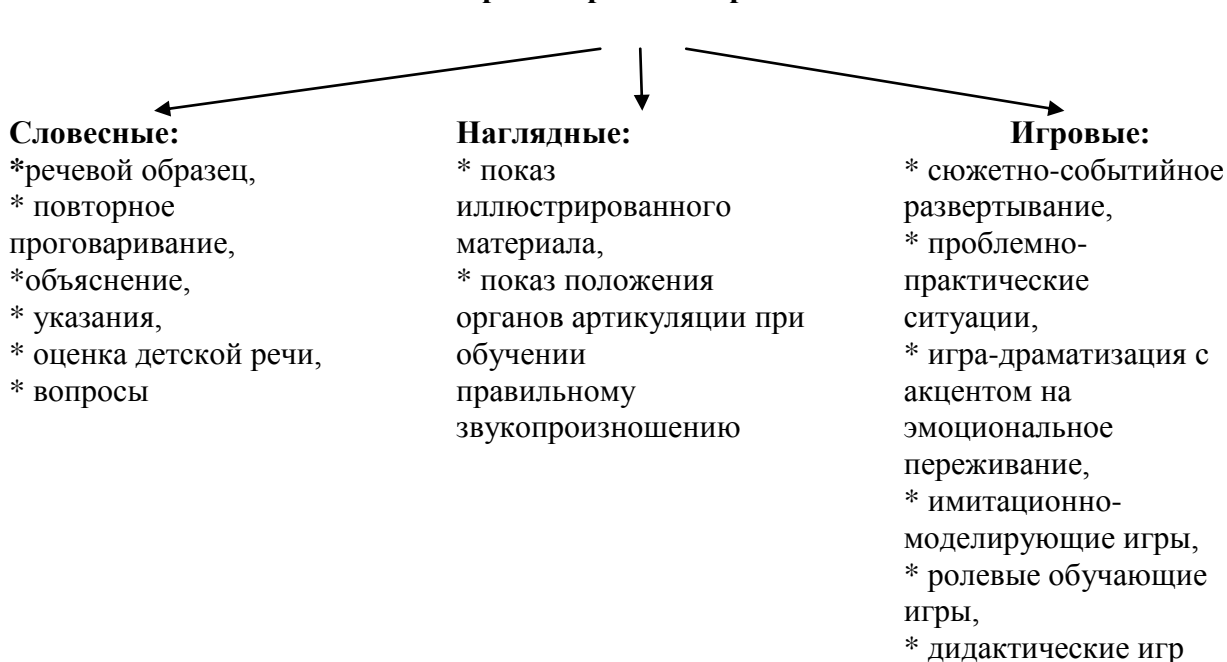 Словесные:
*речевой образец,
* повторное
проговаривание,
*объяснение,
* указания,
* оценка детской речи,
* вопросы
Наглядные:
* показ
иллюстрированного
материала,
* показ положения
органов артикуляции при
обучении
правильному
звукопроизношению
Игровые:
* сюжетно-событийное
развертывание,
* проблемно-
практические
ситуации,
* игра-драматизация с
акцентом на
эмоциональное
переживание,
* имитационно-
моделирующие игры,
* ролевые обучающие
игры,
* дидактические игр